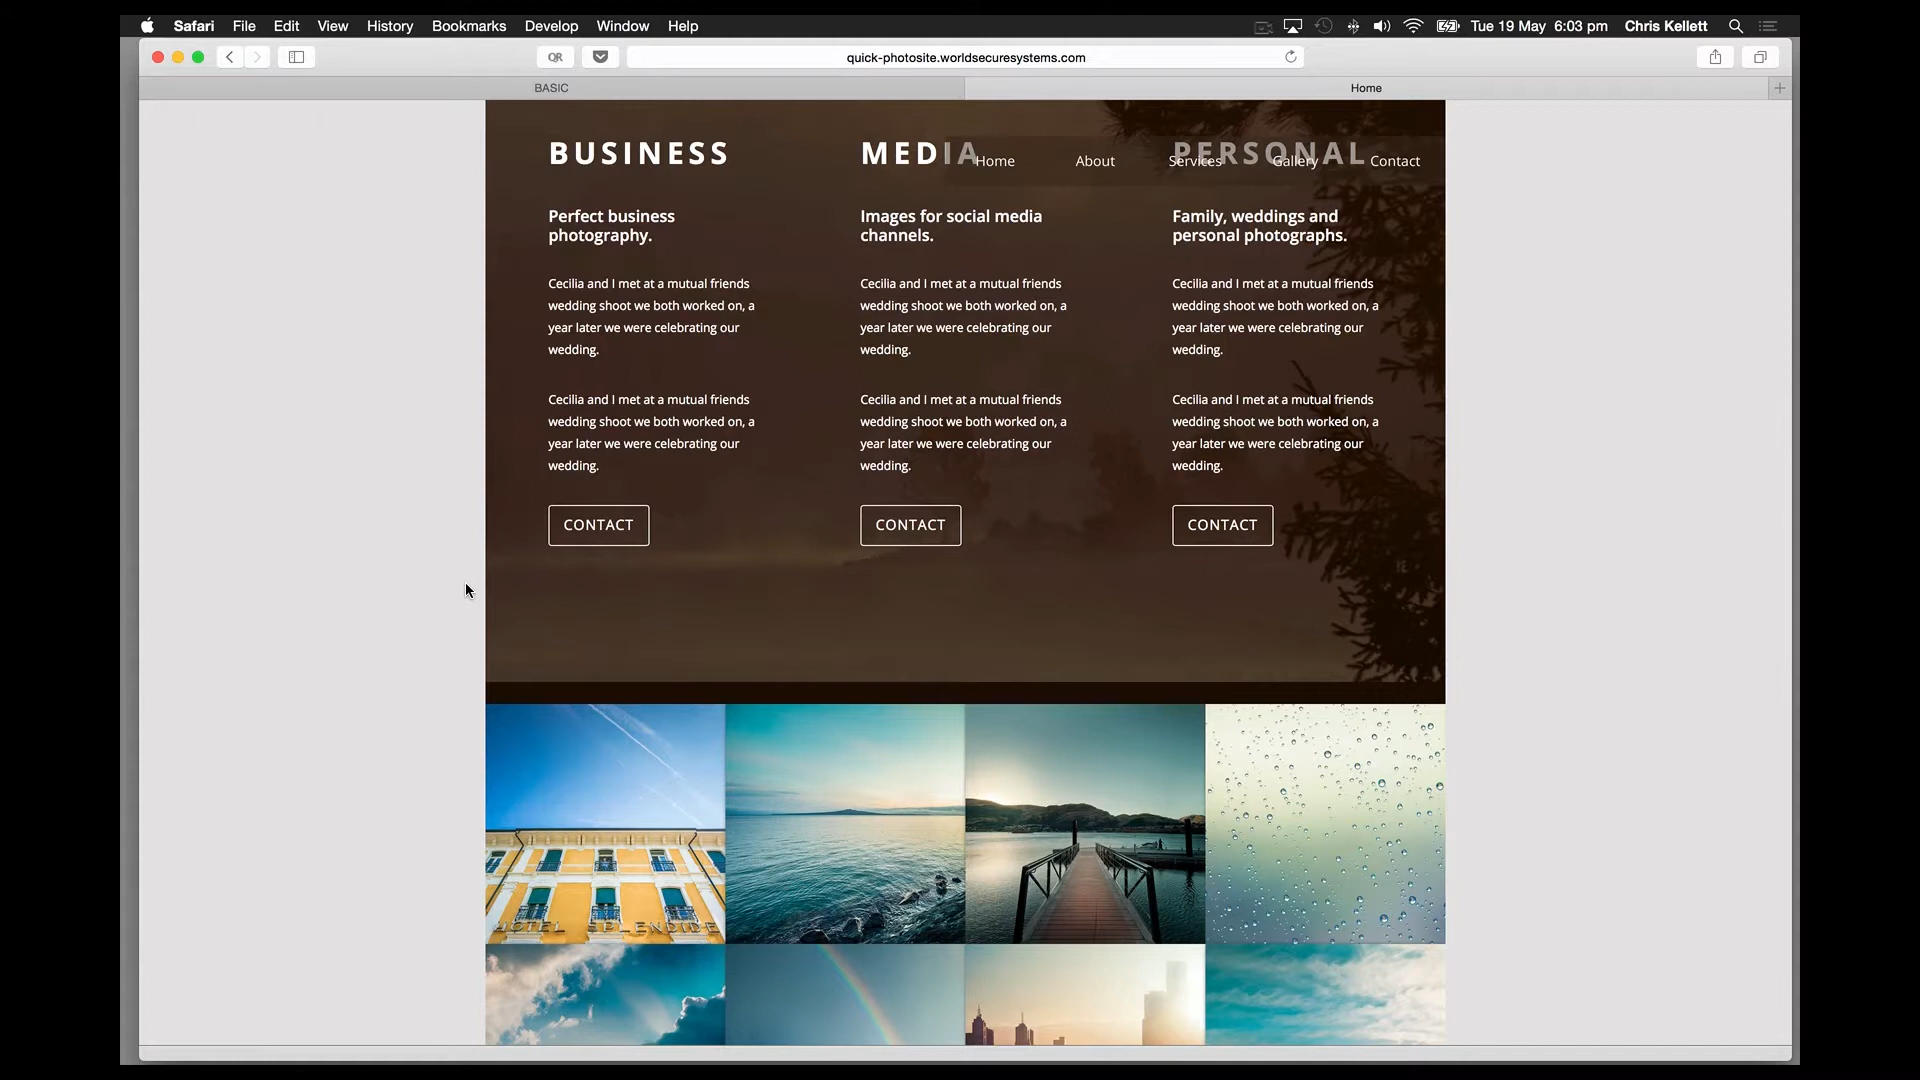 Safari File Edit View History Bookmarks Develop Window Help Tue 19 May 6:03 pm Chris Kellett
QR quick-photosite.worldsecuresystems.com
BASIC Home
BUSINESS MEDIA PERSONAL
Home About Services Gallery Contact
Perfect business
photography.
Images for social media
channels.
Family, weddings and
personal photographs.
Cecilia and I met at a mutual friends
wedding shoot we both worked on, a
year later we were celebrating our
wedding.
Cecilia and I met at a mutual friends
wedding shoot we both worked on, a
year later we were celebrating our
wedding.
Cecilia and I met at a mutual friends
wedding shoot we both worked on, a
year later we were celebrating our
wedding.
Cecilia and I met at a mutual friends
wedding shoot we both worked on, a
year later we were celebrating our
wedding.
Cecilia and I met at a mutual friends
wedding shoot we both worked on, a
year later we were celebrating our
wedding.
Cecilia and I met at a mutual friends
wedding shoot we both worked on, a
year later we were celebrating our
wedding.
CONTACT CONTACT CONTACT
HOTEL SPLENDIDE